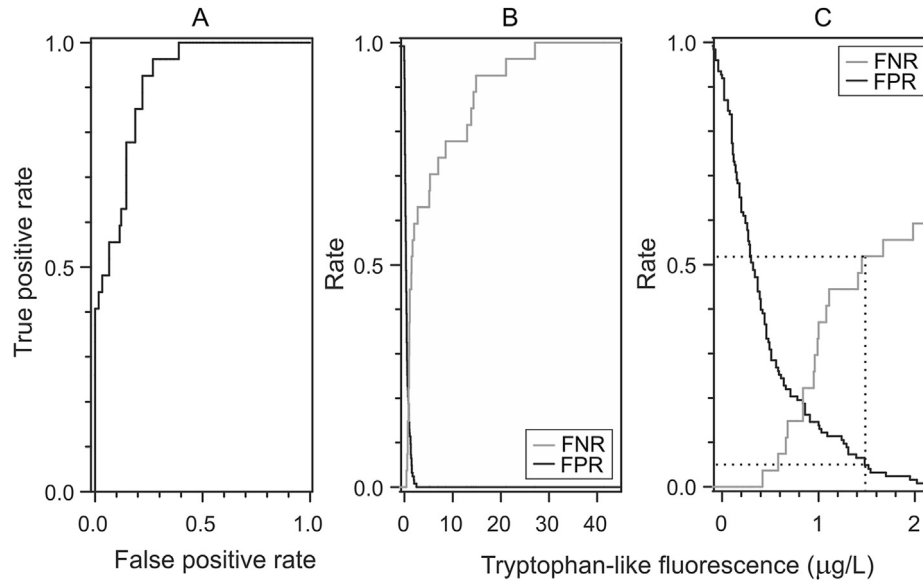 A
B
C
1.0
0.5
0.0
True positive rate
0.0
0.5
1.0
False positive rate
1.0
0.5
0.0
Rate
FNR
FPR
0
10
20
30
40
1.0
0.5
0.0
Rate
FNR
FPR
0
1
2
Tryptophan-like fluorescence (μg/L)